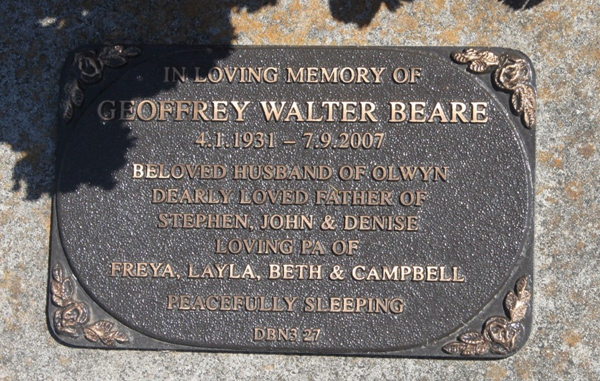 IN LOVING MEMORY OF
GEOFFREY WALTER BEARE
4.1.1931 – 7.9.2007
BELOVED HUSBAND OF OLWYN
DEARLY LOVED FATHER OF
STEPHEN, JOHN & DENISE
LOVING PA OF
FREYA, LAYLA, BETH & CAMPBELL
PEACEFULLY SLEEPING
DBN3 27